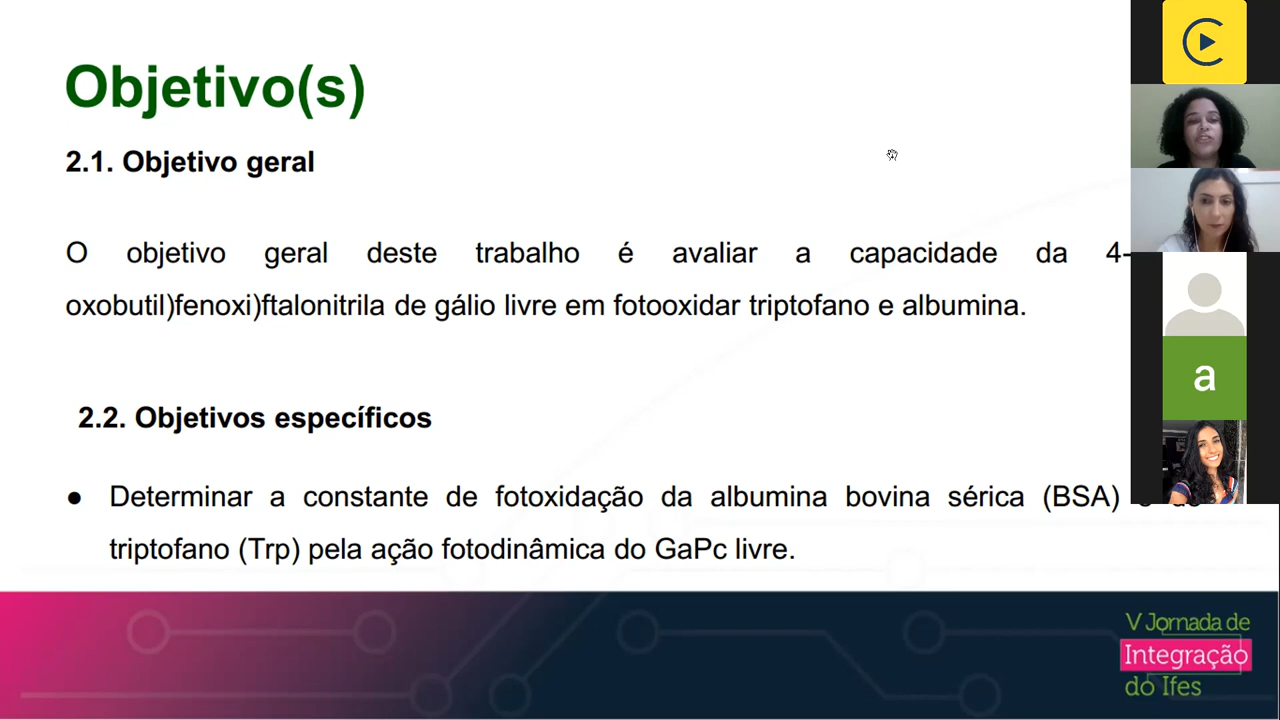 Objetivo(s)
2.1. Objetivo geral
O objetivo geral deste trabalho é avaliar a capacidade da 4-
oxobutil)fenoxi)ftalonitrila de gálio livre em fotooxidar triptofano e albumina.
2.2. Objetivos específicos
● Determinar a constante de fotoxidação da albumina bovina sérica (BSA)
triptofano (Trp) pela ação fotodinâmica do GaPc livre.
a
V Jornada de
Integração
do Ifes